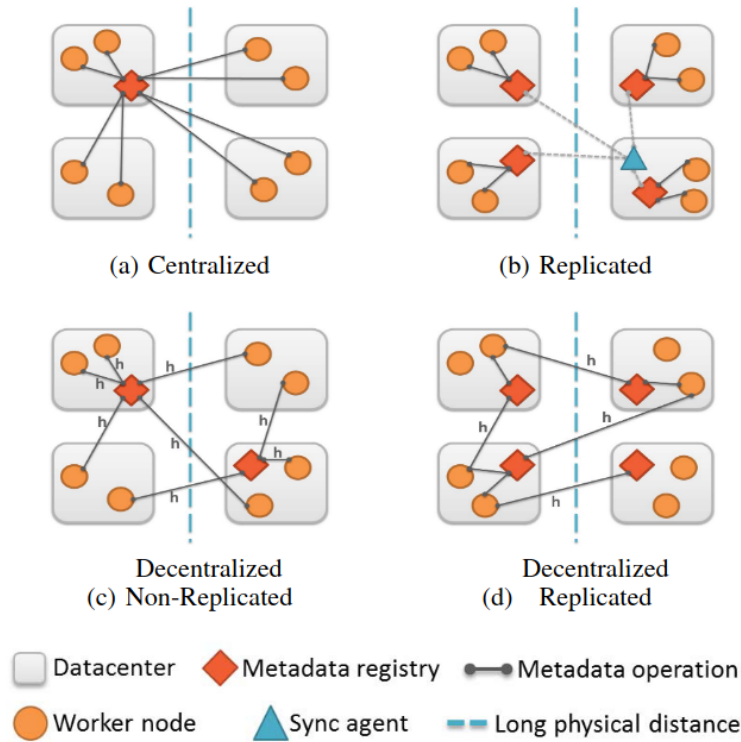 (a) Centralized
(b) Replicated
h
h
h
h
h
h
h
h
h
h
h
h
Decentralized
(c) Non-Replicated
Decentralized
(d) Replicated
Datacenter
Metadata registry
Metadata operation
Worker node
Sync agent
Long physical distance